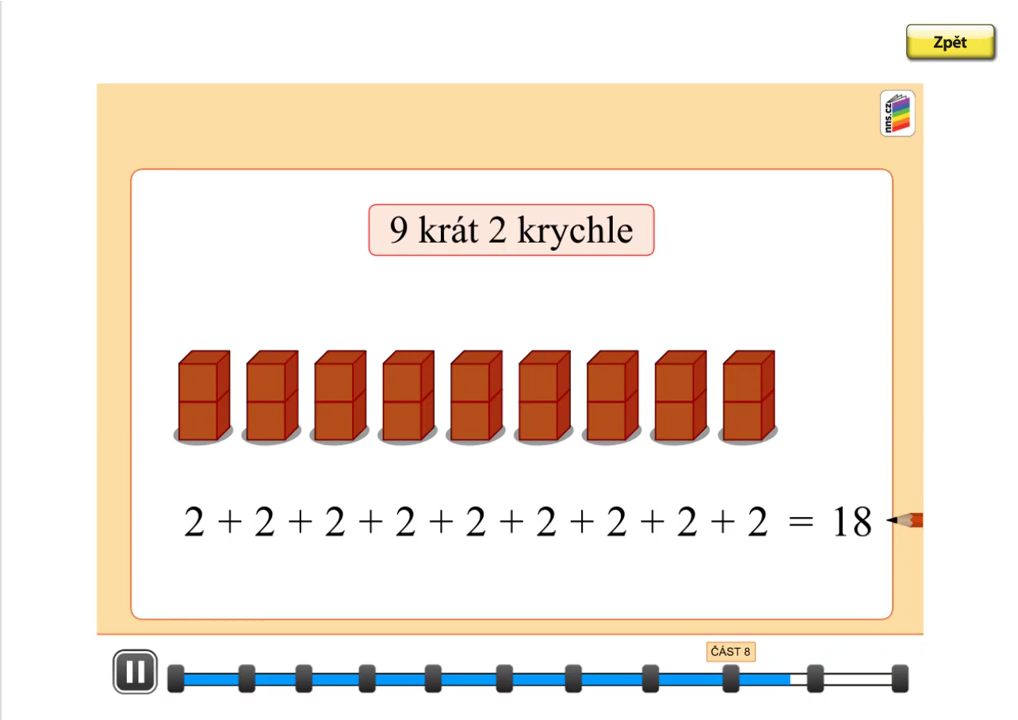 Zpět
nns.cz
9 krát 2 krychle
2 + 2 + 2 + 2 + 2 + 2 + 2 + 2 + 2 = 18
ČÁST 8